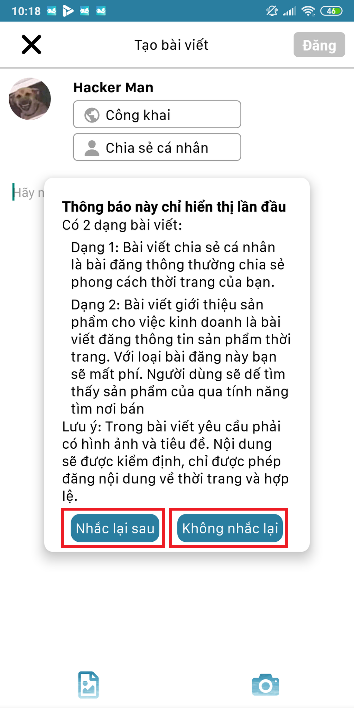 10:18
46
Tạo bài viết
Đăng
Hacker Man
Công khai
Chia sẻ cá nhân
Hãy n
Thông báo này chỉ hiển thị lần đầu
Có 2 dạng bài viết:
Dạng 1: Bài viết chia sẻ cá nhân
là bài đăng thông thường chia sẻ
phong cách thời trang của bạn.
Dạng 2: Bài viết giới thiệu sản
phẩm cho việc kinh doanh là bài
viết đăng thông tin sản phẩm thời
trang. Với loại bài đăng này bạn
sẽ mất phí. Người dùng sẽ dễ tìm
thấy sản phẩm của qua tính năng
tìm nơi bán
Lưu ý: Trong bài viết yêu cầu phải
có hình ảnh và tiêu đề. Nội dung
sẽ được kiểm định, chỉ được phép
đăng nội dung về thời trang và hợp
lệ.
Nhắc lại sau
Không nhắc lại